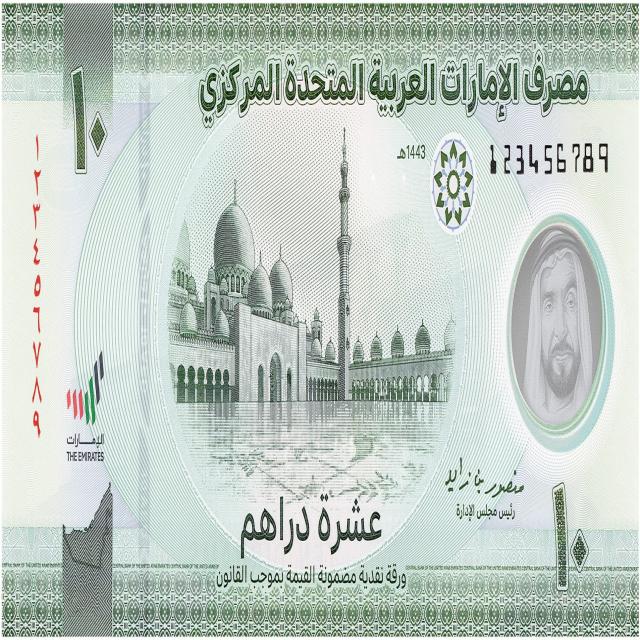 مصرف الإمارات العربية المتحدة المركزي
١٠
1443هـ
123456789
١٢٣٤٥٦٧٨٩
الإمارات
THE EMIRATES
منصور بن زايد
رئيس مجلس الإدارة
عشرة دراهم
ورقة نقدية مضمونة القيمة بموجب القانون
١٠